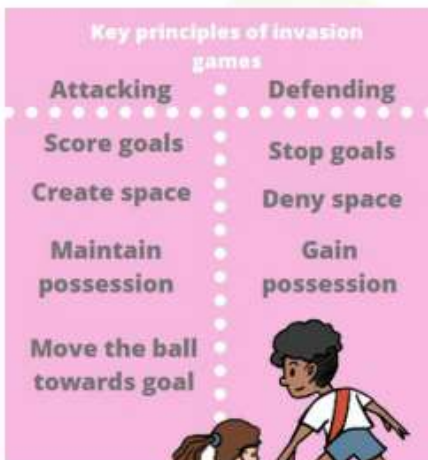 Key principles of invasion
games
Attacking
Defending
Score goals
Stop goals
Create space
Deny space
Maintain
possession
Gain
possession
Move the ball
towards goal